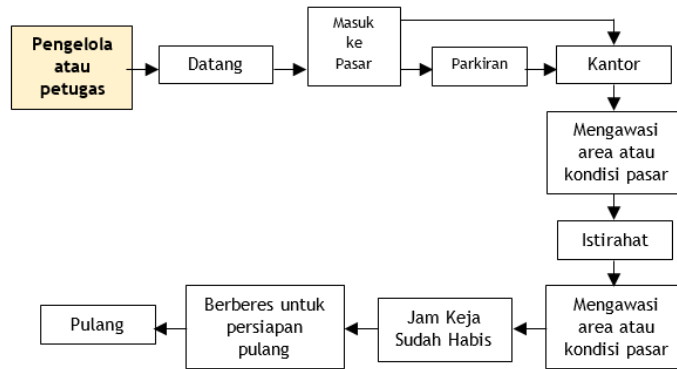 Pengelola
atau
petugas
Datang
Masuk
ke
Pasar
Parkiran
Kantor
Mengawasi
area atau
kondisi pasar
Istirahat
Mengawasi
area atau
kondisi pasar
Jam Keja
Sudah Habis
Berberes untuk
persiapan
pulang
Pulang